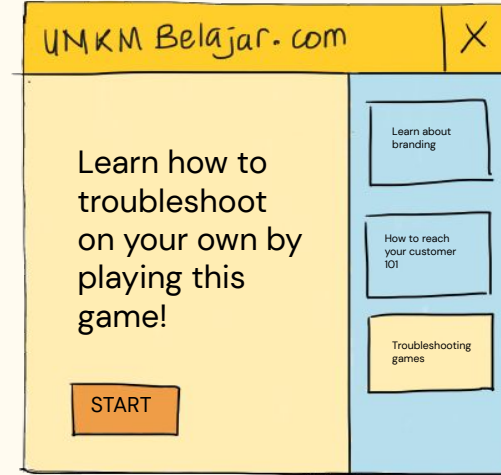 UMKM Belajar.com
X
Learn how to
troubleshoot
on your own by
playing this
game!
START
Learn about
branding
How to reach
your customer
101
Troubleshooting
games